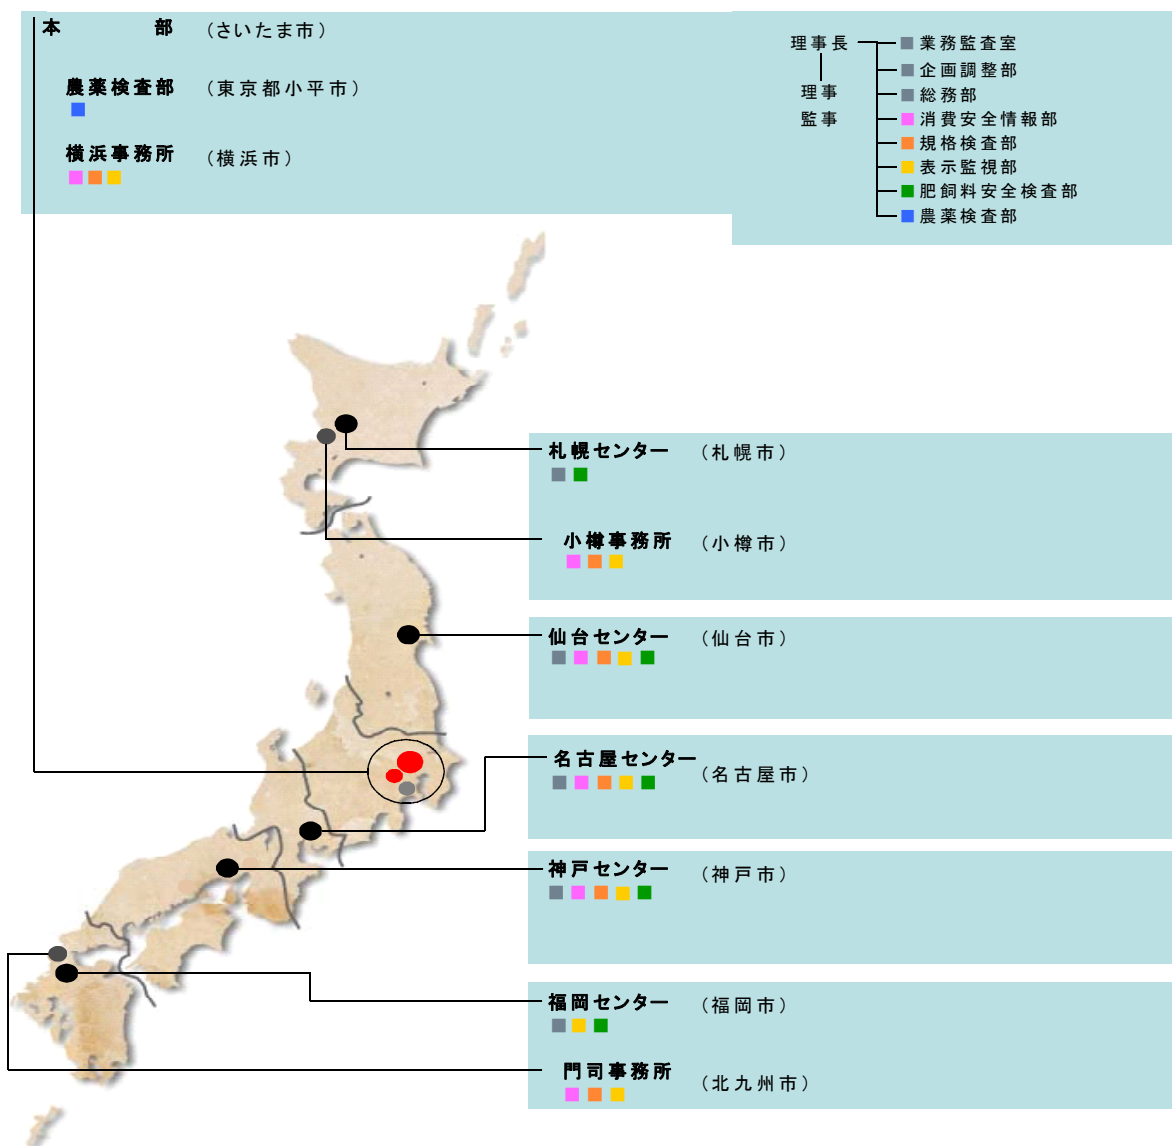 本 部 (さいたま市)
農薬検査部 (東京都小平市)
横浜事務所 (横浜市)
理事長
理事
監事
業務監査室
企画調整部
総務部
消費安全情報部
規格検査部
表示監視部
肥飼料安全検査部
農薬検査部
札幌センター (札幌市)
小樽事務所 (小樽市)
仙台センター (仙台市)
名古屋センター (名古屋市)
神戸センター (神戸市)
福岡センター (福岡市)
門司事務所 (北九州市)